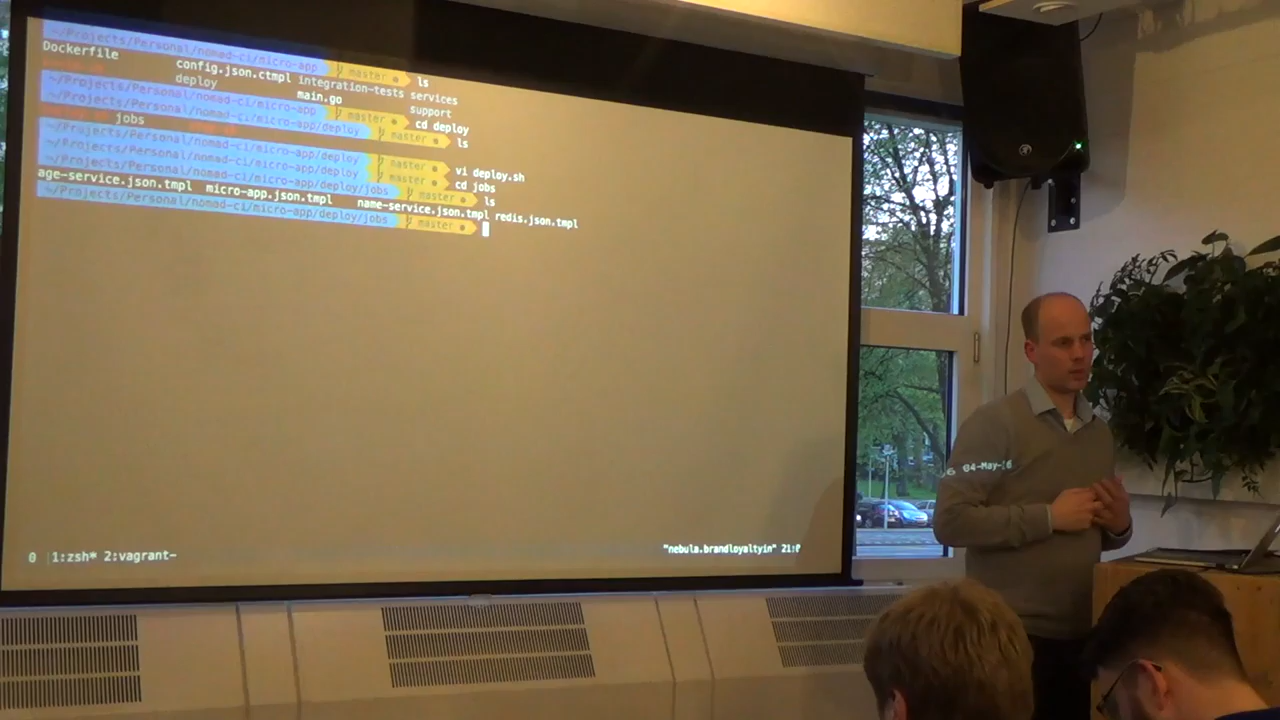 ~/Projects/Personal/nomad-ci/micro-app master ● ls
Dockerfile config.json.ctmpl integration-tests services
deploy main.go support
~/Projects/Personal/nomad-ci/micro-app master ● cd deploy
~/Projects/Personal/nomad-ci/micro-app/deploy master ● ls
jobs
~/Projects/Personal/nomad-ci/micro-app/deploy master ● vi deploy.sh
~/Projects/Personal/nomad-ci/micro-app/deploy master ● cd jobs
~/Projects/Personal/nomad-ci/micro-app/deploy/jobs master ● ls
age-service.json.tmpl micro-app.json.tmpl name-service.json.tmpl redis.json.tmpl
~/Projects/Personal/nomad-ci/micro-app/deploy/jobs master ●
0 1:zsh* 2:vagrant-
"nebula.brandloyaltyin" 21:
04-May-16